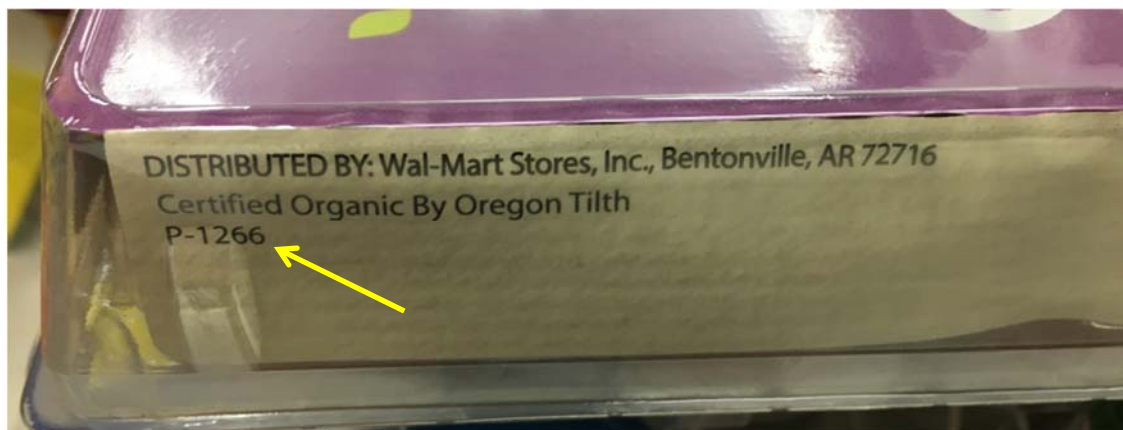 DISTRIBUTED BY: Wal-Mart Stores, Inc., Bentonville, AR 72716
Certified Organic By Oregon Tilth
P-1266